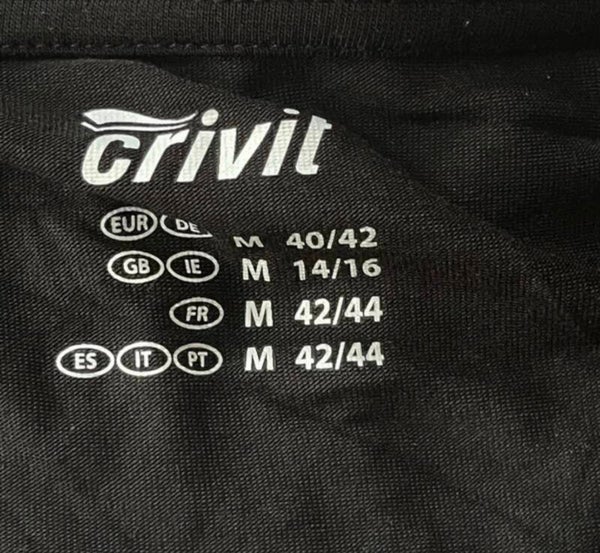 crivit
EUR DE M 40/42
GB IE M 14/16
FR M 42/44
ES IT PT M 42/44